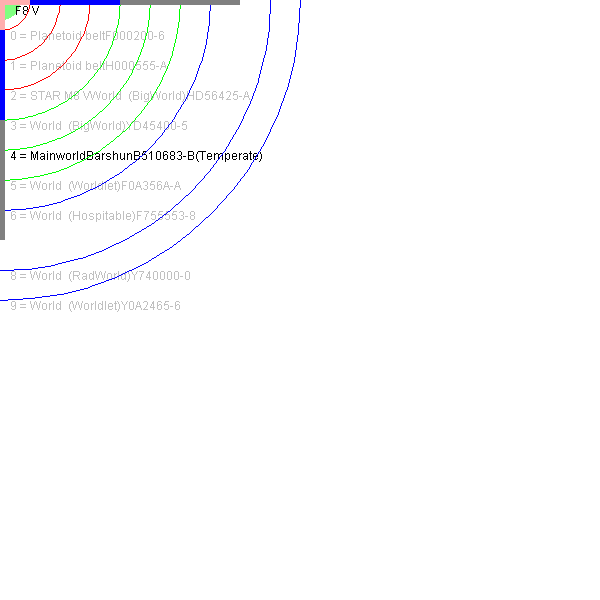 F8 V
0 = Planetoid beltF000200-6
1 = Planetoid beltH000555-A
2 = STAR M8 VWorld  (BigWorld)HD56425-A
3 = World  (BigWorld)YD45400-5
4 = MainworldBarshunB510683-B(Temperate)
5 = World  (Worldlet)F0A356A-A
6 = World  (Hospitable)F755553-8
8 = World  (RadWorld)Y740000-0
9 = World  (Worldlet)Y0A2465-6